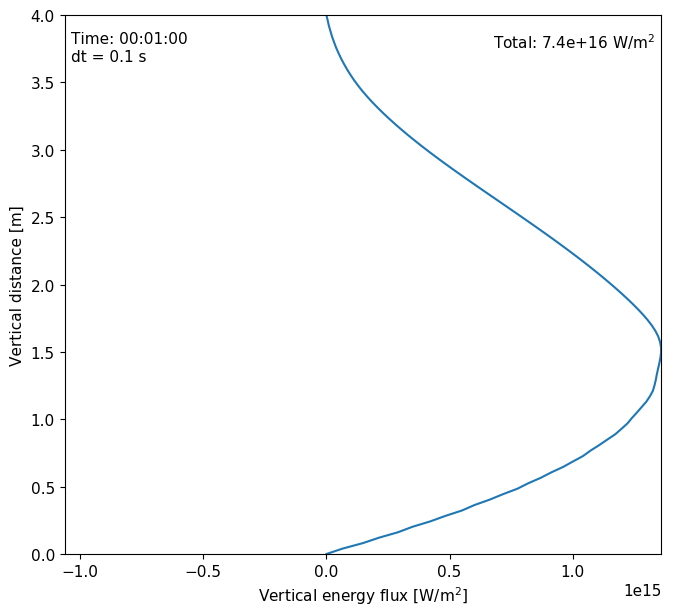 Time: 00:01:00
dt = 0.1 s
Total: 7.4e+16 W/m²
4.0
3.5
3.0
2.5
2.0
1.5
1.0
0.5
0.0
Vertical distance [m]
−1.0
−0.5
0.0
0.5
1.0
1e15
Vertical energy flux [W/m²]